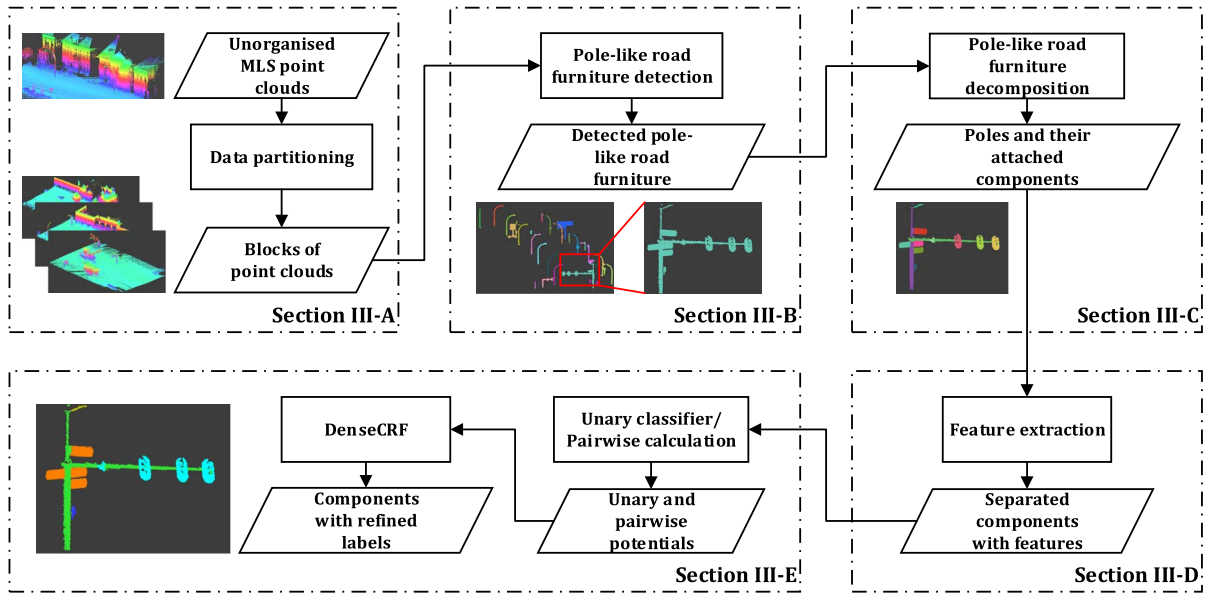 Unorganised
MLS point
clouds
Data partitioning
Blocks of
point clouds
Section III-A
Pole-like road
furniture detection
Detected pole-
like road
furniture
Section III-B
Pole-like road
furniture
decomposition
Poles and their
attached
components
Section III-C
Feature extraction
Separated
components
with features
Section III-D
Unary classifier/
Pairwise calculation
Unary and
pairwise
potentials
DenseCRF
Components
with refined
labels
Section III-E